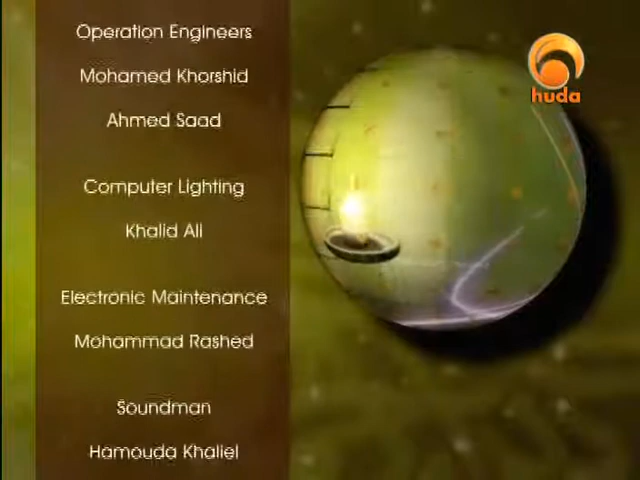 Operation Engineers
Mohamed Khorshid
Ahmed Saad
Computer Lighting
Khalid Ali
Electronic Maintenance
Mohammad Rashed
Soundman
Hamouda Khaliel
huda